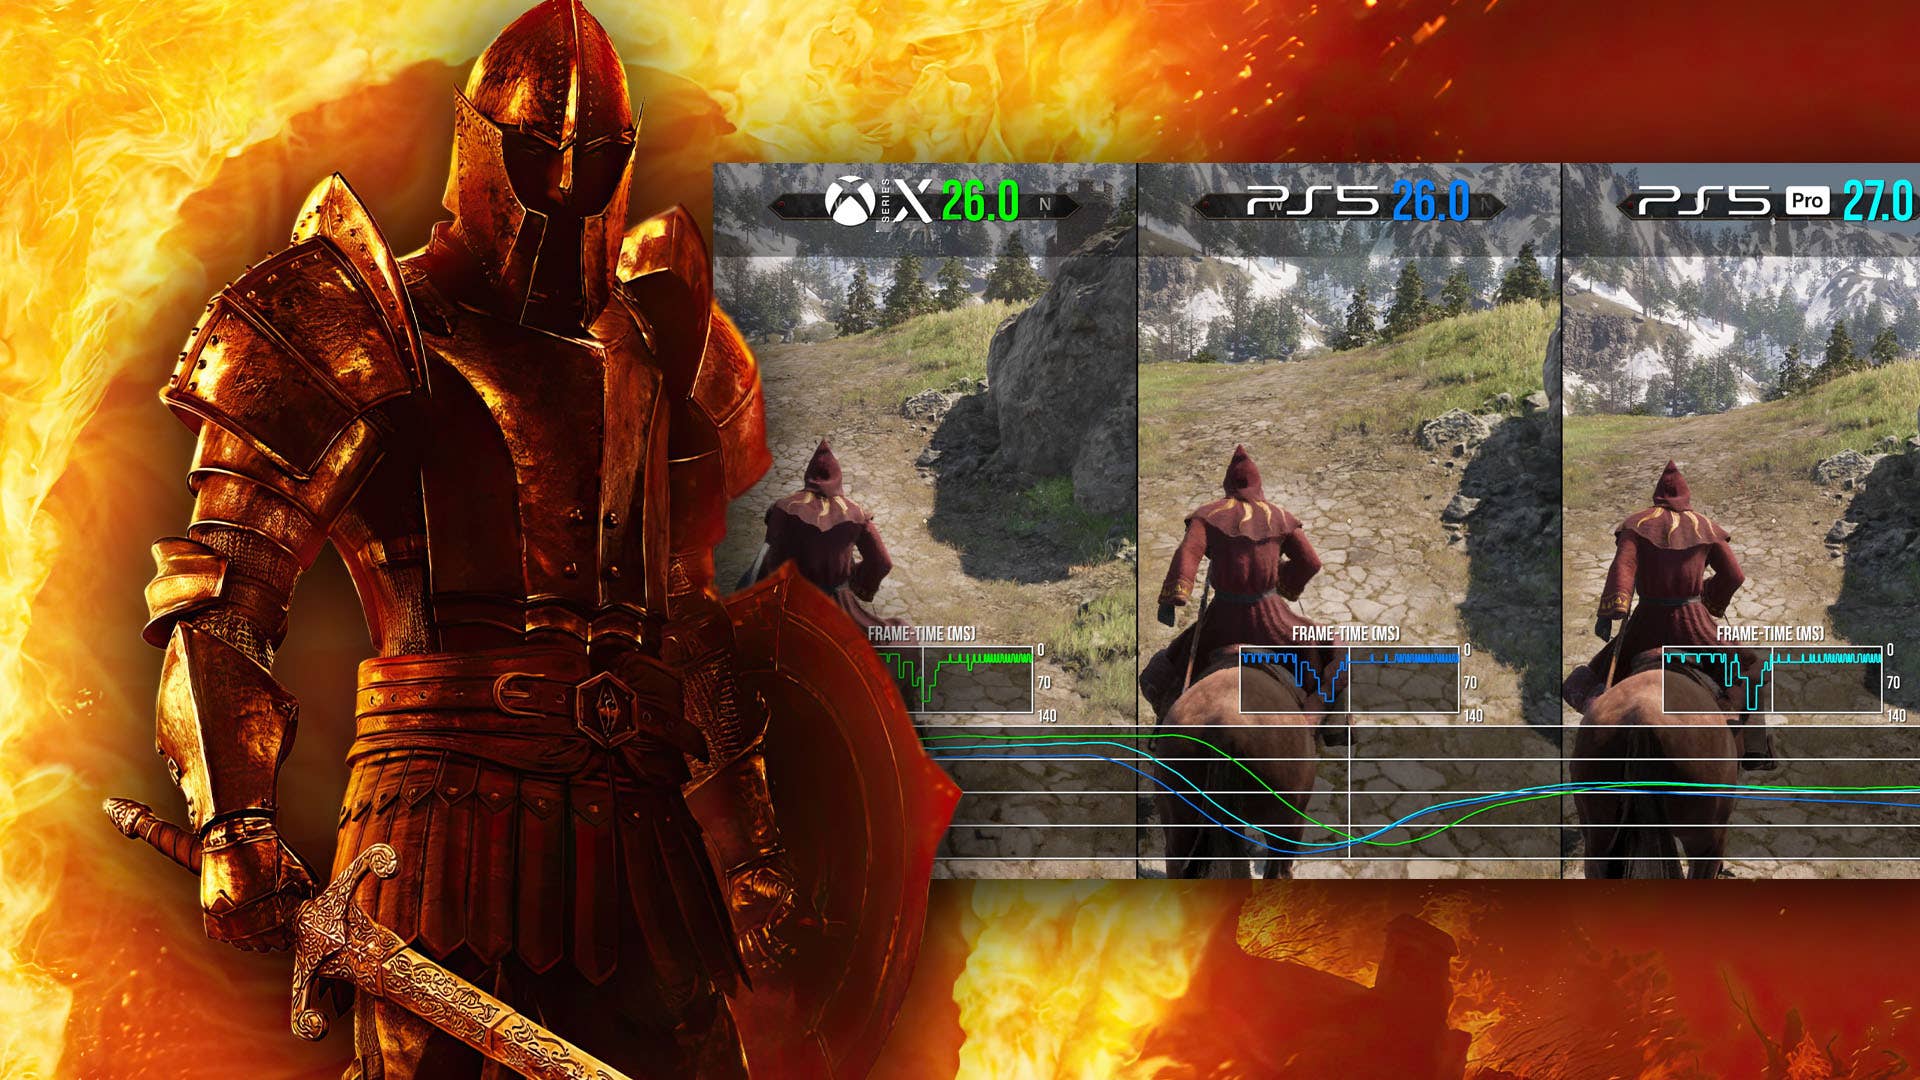 SERIES X 26.0
N
PS5 26.0
W
N
PS5 Pro 27.0
FRAME-TIME (MS)
0
70
140
FRAME-TIME (MS)
0
70
140
FRAME-TIME (MS)
0
70
140